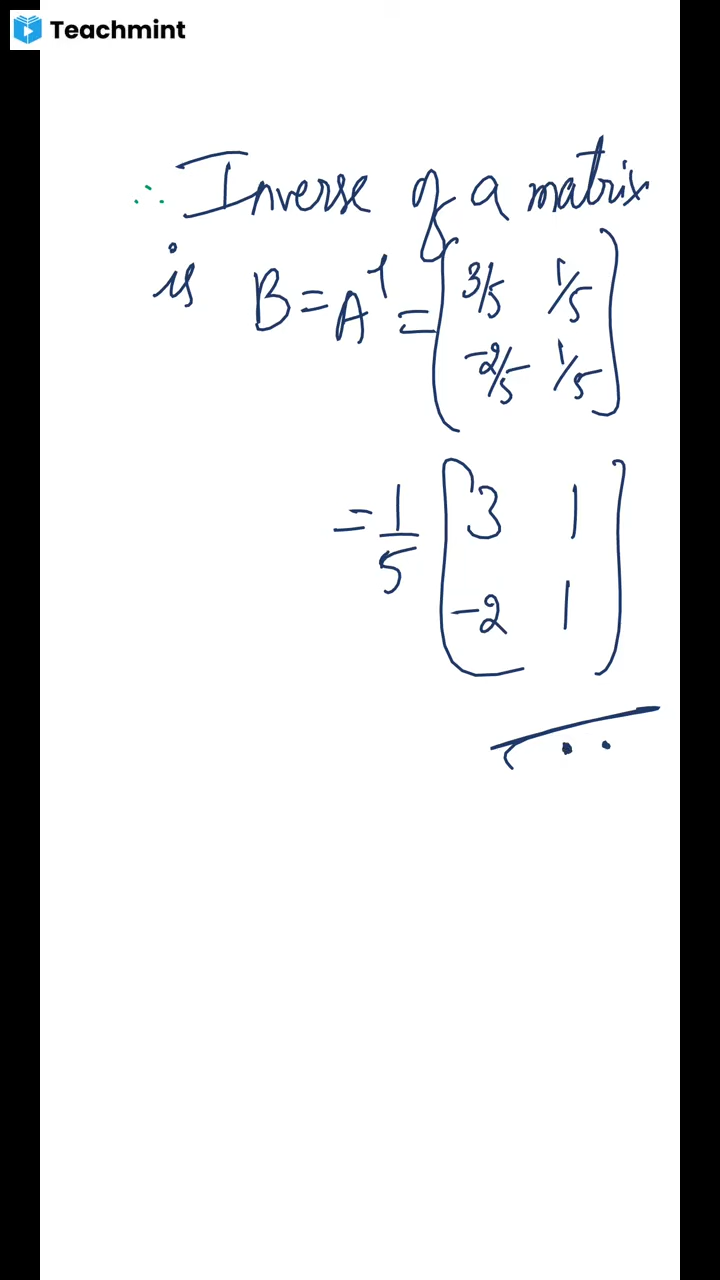 Teachmint
∴ Inverse of a matrix
is B = A⁻¹ = [3/5 1/5
-2/5 1/5]
= 1/5 [3 1
-2 1]